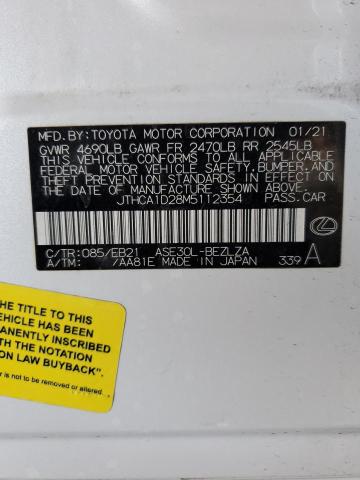 MFD.BY:TOYOTA MOTOR CORPORATION 01/21
GVWR 4690LB GAWR FR 2470LB RR 2545LB
THIS VEHICLE CONFORMS TO ALL APPLICABLE
FEDERAL MOTOR VEHICLE SAFETY, BUMPER, AND
THEFT PREVENTION STANDARDS IN EFFECT ON
THE DATE OF MANUFACTURE SHOWN ABOVE.
JTHCA1D28M5112354 PASS.CAR
C/TR:085/EB21 ASE30L-BEZLZA
A/TM: /AA81E MADE IN JAPAN 339 A
THE TITLE TO THIS
VEHICLE HAS BEEN
ANENTLY INSCRIBED
TH THE NOTATION
ON LAW BUYBACK".
er is not to be removed or altered